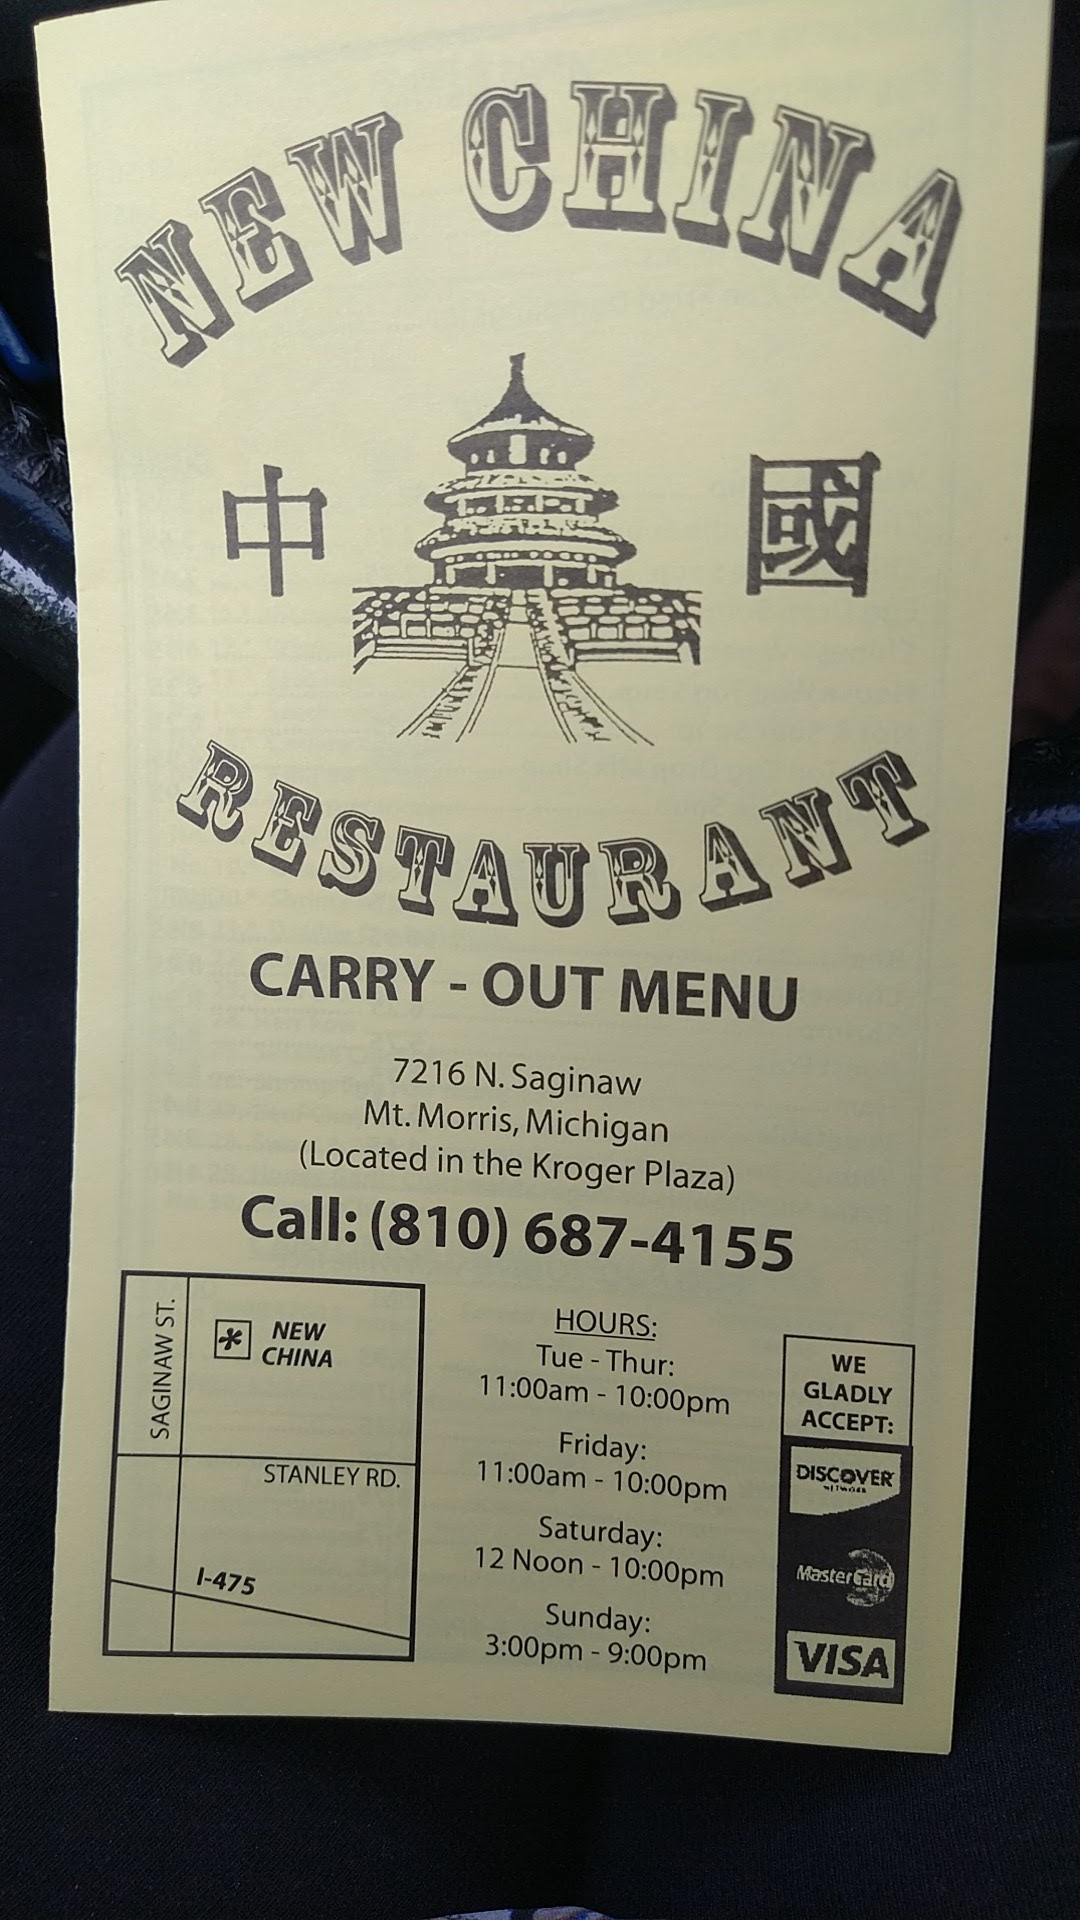 NEW CHINA
中 國
RESTAURANT
CARRY - OUT MENU
7216 N. Saginaw
Mt. Morris, Michigan
(Located in the Kroger Plaza)
Call: (810) 687-4155
SAGINAW ST.
* NEW
CHINA
STANLEY RD.
I-475
HOURS:
Tue - Thur:
11:00am - 10:00pm
Friday:
11:00am - 10:00pm
Saturday:
12 Noon - 10:00pm
Sunday:
3:00pm - 9:00pm
WE
GLADLY
ACCEPT:
DISCOVER
NETWORK
MasterCard
VISA